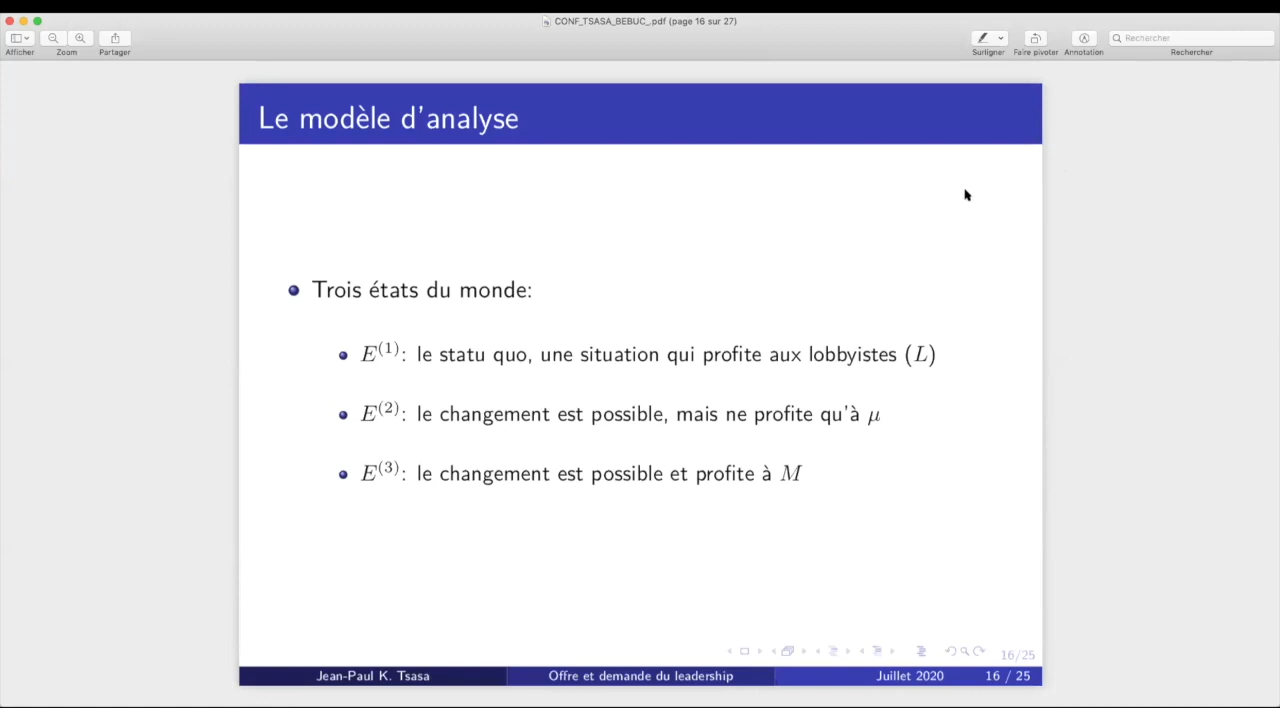 CONF_TSASA_BEBUC_.pdf (page 16 sur 27)
Afficher Zoom Partager Surligner Faire pivoter Annotation Rechercher
Rechercher
Le modèle d'analyse
Trois états du monde:
E^(1): le statu quo, une situation qui profite aux lobbyistes (L)
E^(2): le changement est possible, mais ne profite qu'à μ
E^(3): le changement est possible et profite à M
16/25
Jean-Paul K. Tsasa Offre et demande du leadership Juillet 2020 16 / 25